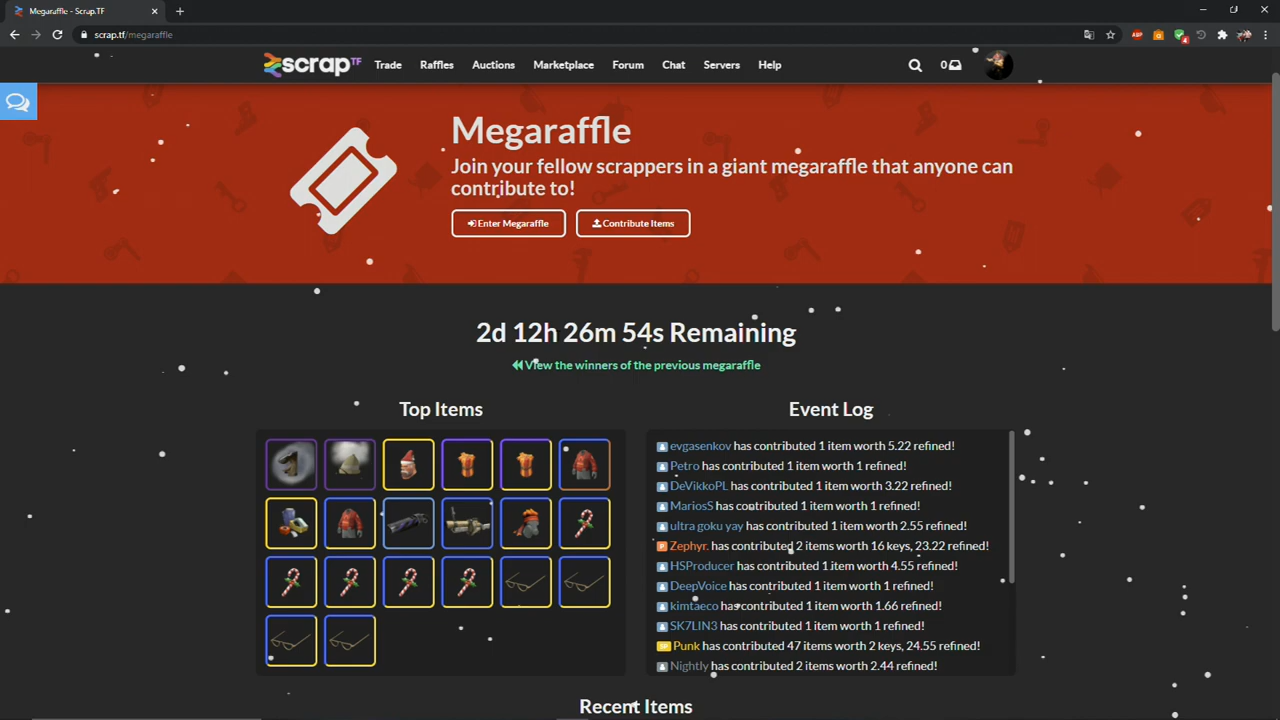 Megaraffle - Scrap.TF
scrap.tf/megaraffle
ABP
4
scrap TF
Trade
Raffles
Auctions
Marketplace
Forum
Chat
Servers
Help
0
Megaraffle
Join your fellow scrappers in a giant megaraffle that anyone can
contribute to!
Enter Megaraffle
Contribute Items
2d 12h 26m 54s Remaining
View the winners of the previous megaraffle
Top Items
Event Log
evgasenkov has contributed 1 item worth 5.22 refined!
Petro has contributed 1 item worth 1 refined!
DeVikkoPL has contributed 1 item worth 3.22 refined!
MariosS has contributed 1 item worth 1 refined!
ultra goku yay has contributed 1 item worth 2.55 refined!
P Zephyr. has contributed 2 items worth 16 keys, 23.22 refined!
HSProducer has contributed 1 item worth 4.55 refined!
DeepVoice has contributed 1 item worth 1 refined!
kimtaeco has contributed 1 item worth 1.66 refined!
SK7LIN3 has contributed 1 item worth 1 refined!
SP Punk has contributed 47 items worth 2 keys, 24.55 refined!
Nightly has contributed 2 items worth 2.44 refined!
Recent Items